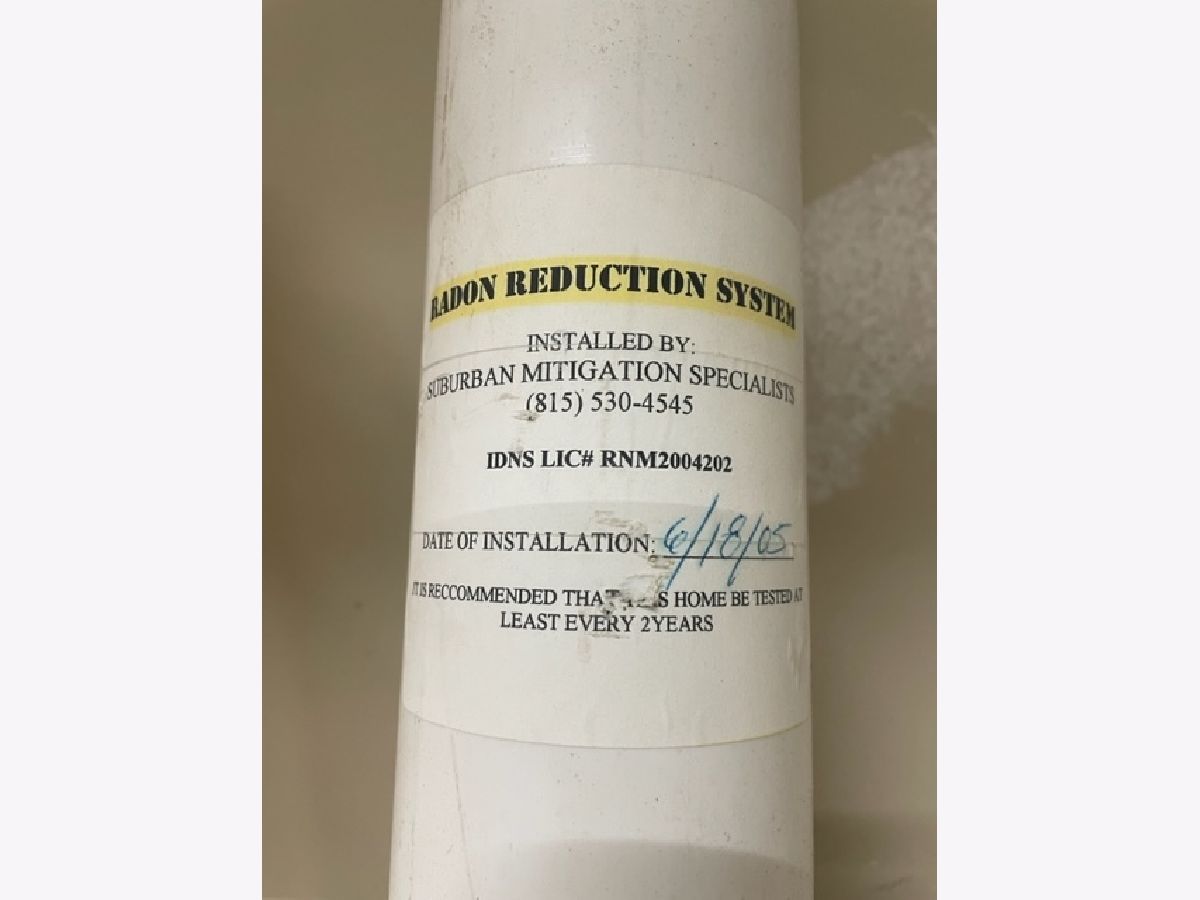 RADON REDUCTION SYSTEM
INSTALLED BY:
SUBURBAN MITIGATION SPECIALISTS
(815) 530-4545
IDNS LIC# RNM2004202
DATE OF INSTALLATION: 6/18/05
IT IS RECCOMMENDED THAT THIS HOME BE TESTED AT
LEAST EVERY 2YEARS